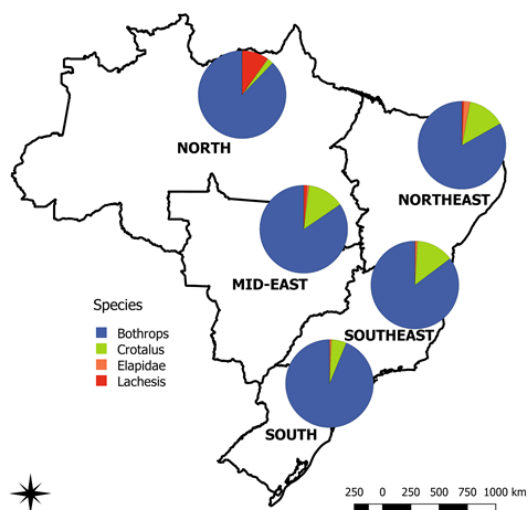 NORTH
NORTHEAST
MID-EAST
Species
Bothrops
Crotalus
Elapidae
Lachesis
SOUTHEAST
SOUTH
250 0 250 500 750 1000 km